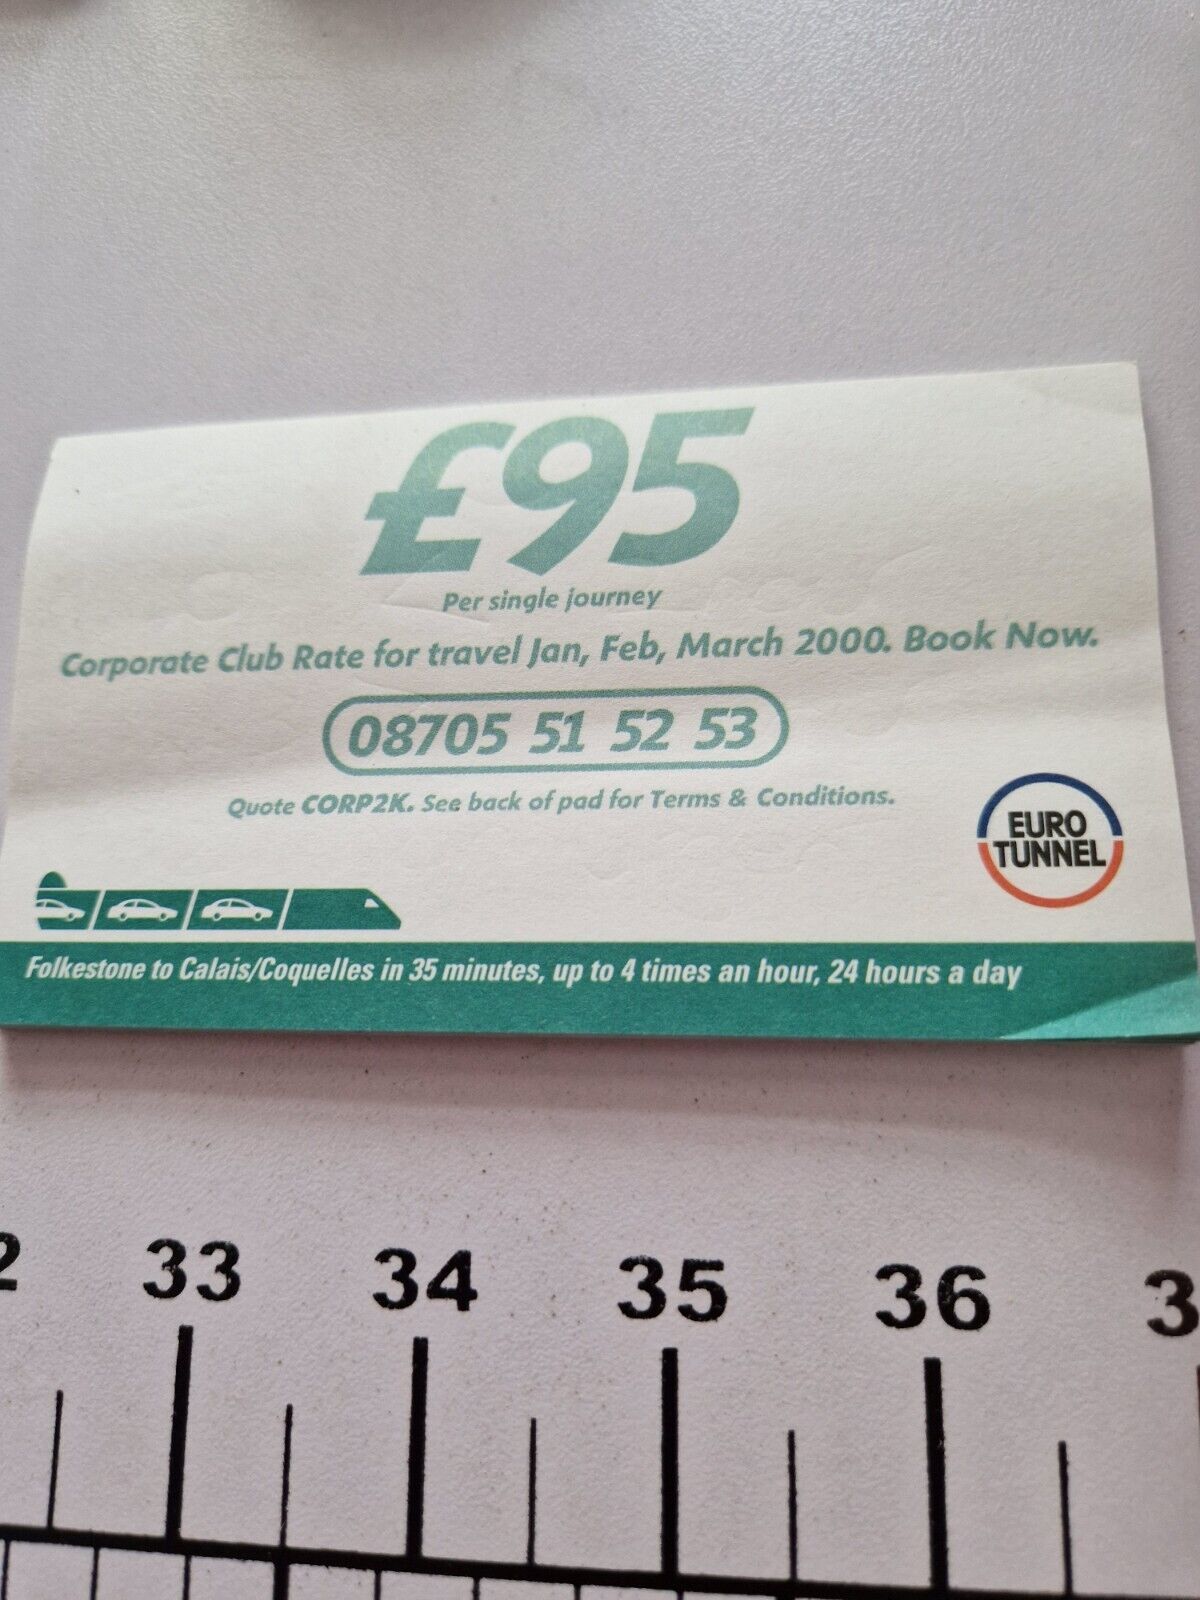 £95
Per single journey
Corporate Club Rate for travel Jan, Feb, March 2000. Book Now.
08705 51 52 53
Quote CORP2K. See back of pad for Terms & Conditions.
EURO
TUNNEL
Folkestone to Calais/Coquelles in 35 minutes, up to 4 times an hour, 24 hours a day
2 33 34 35 36 3